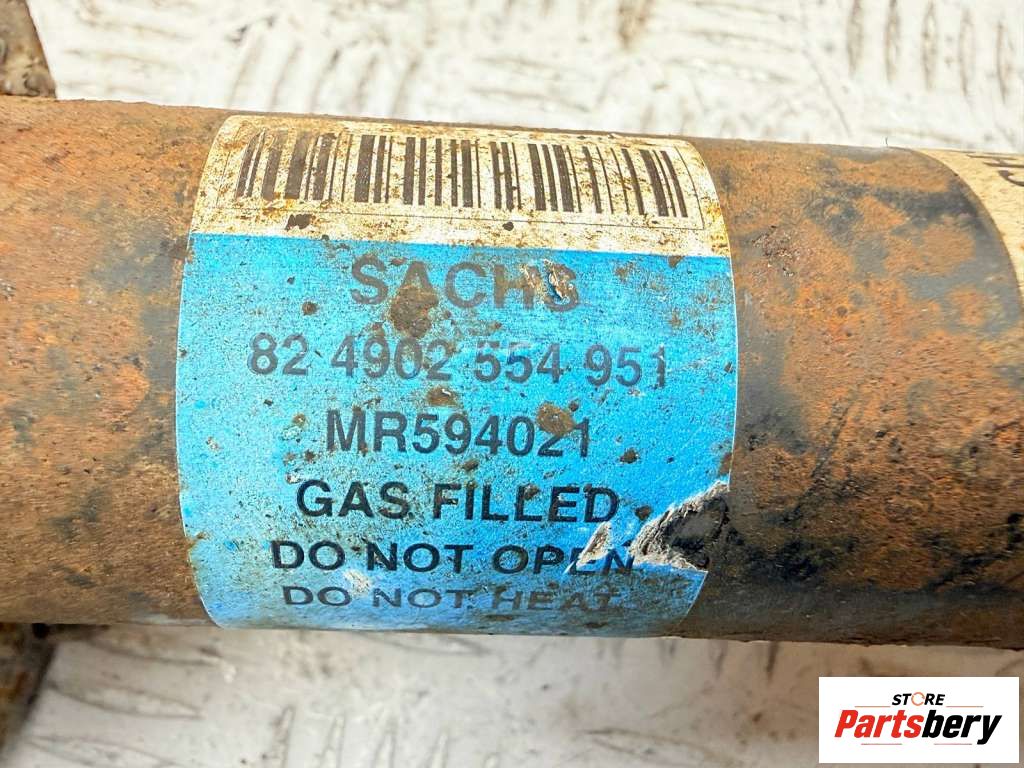 SACHS
82 4902 554 951
MR594021
GAS FILLED
DO NOT OPEN
DO NOT HEAT
STORE
Partsbery